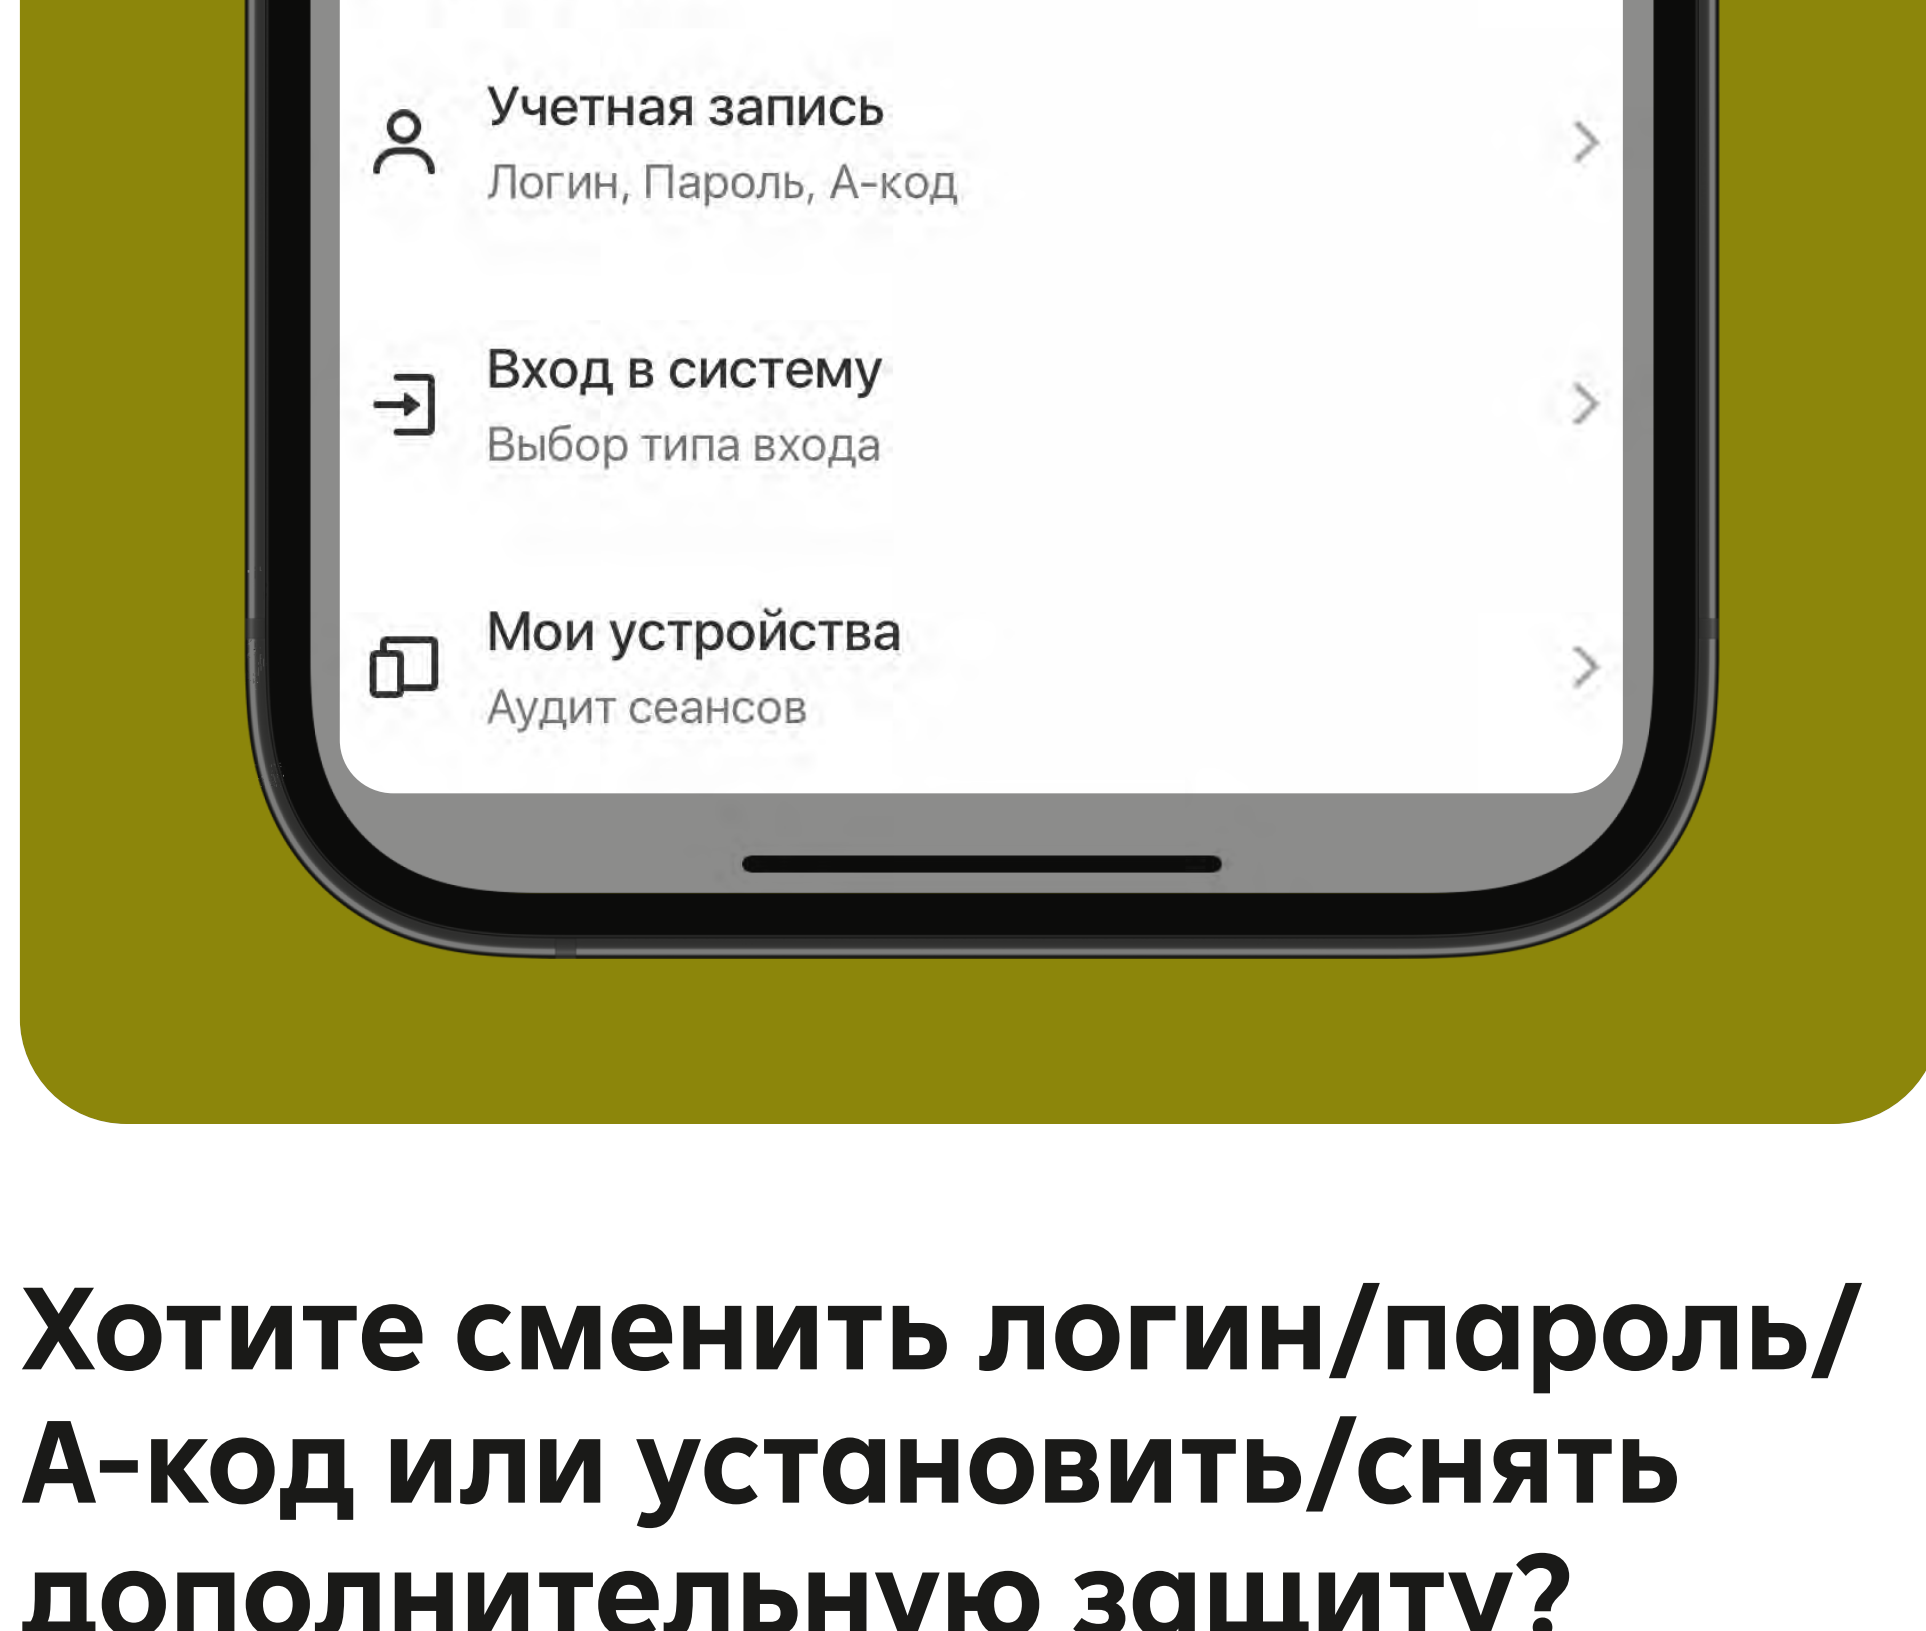 Учетная запись
Логин, Пароль, А-код
Вход в систему
Выбор типа входа
Мои устройства
Аудит сеансов
Хотите сменить логин/пароль/
А-код или установить/снять
дополнительную защиту?